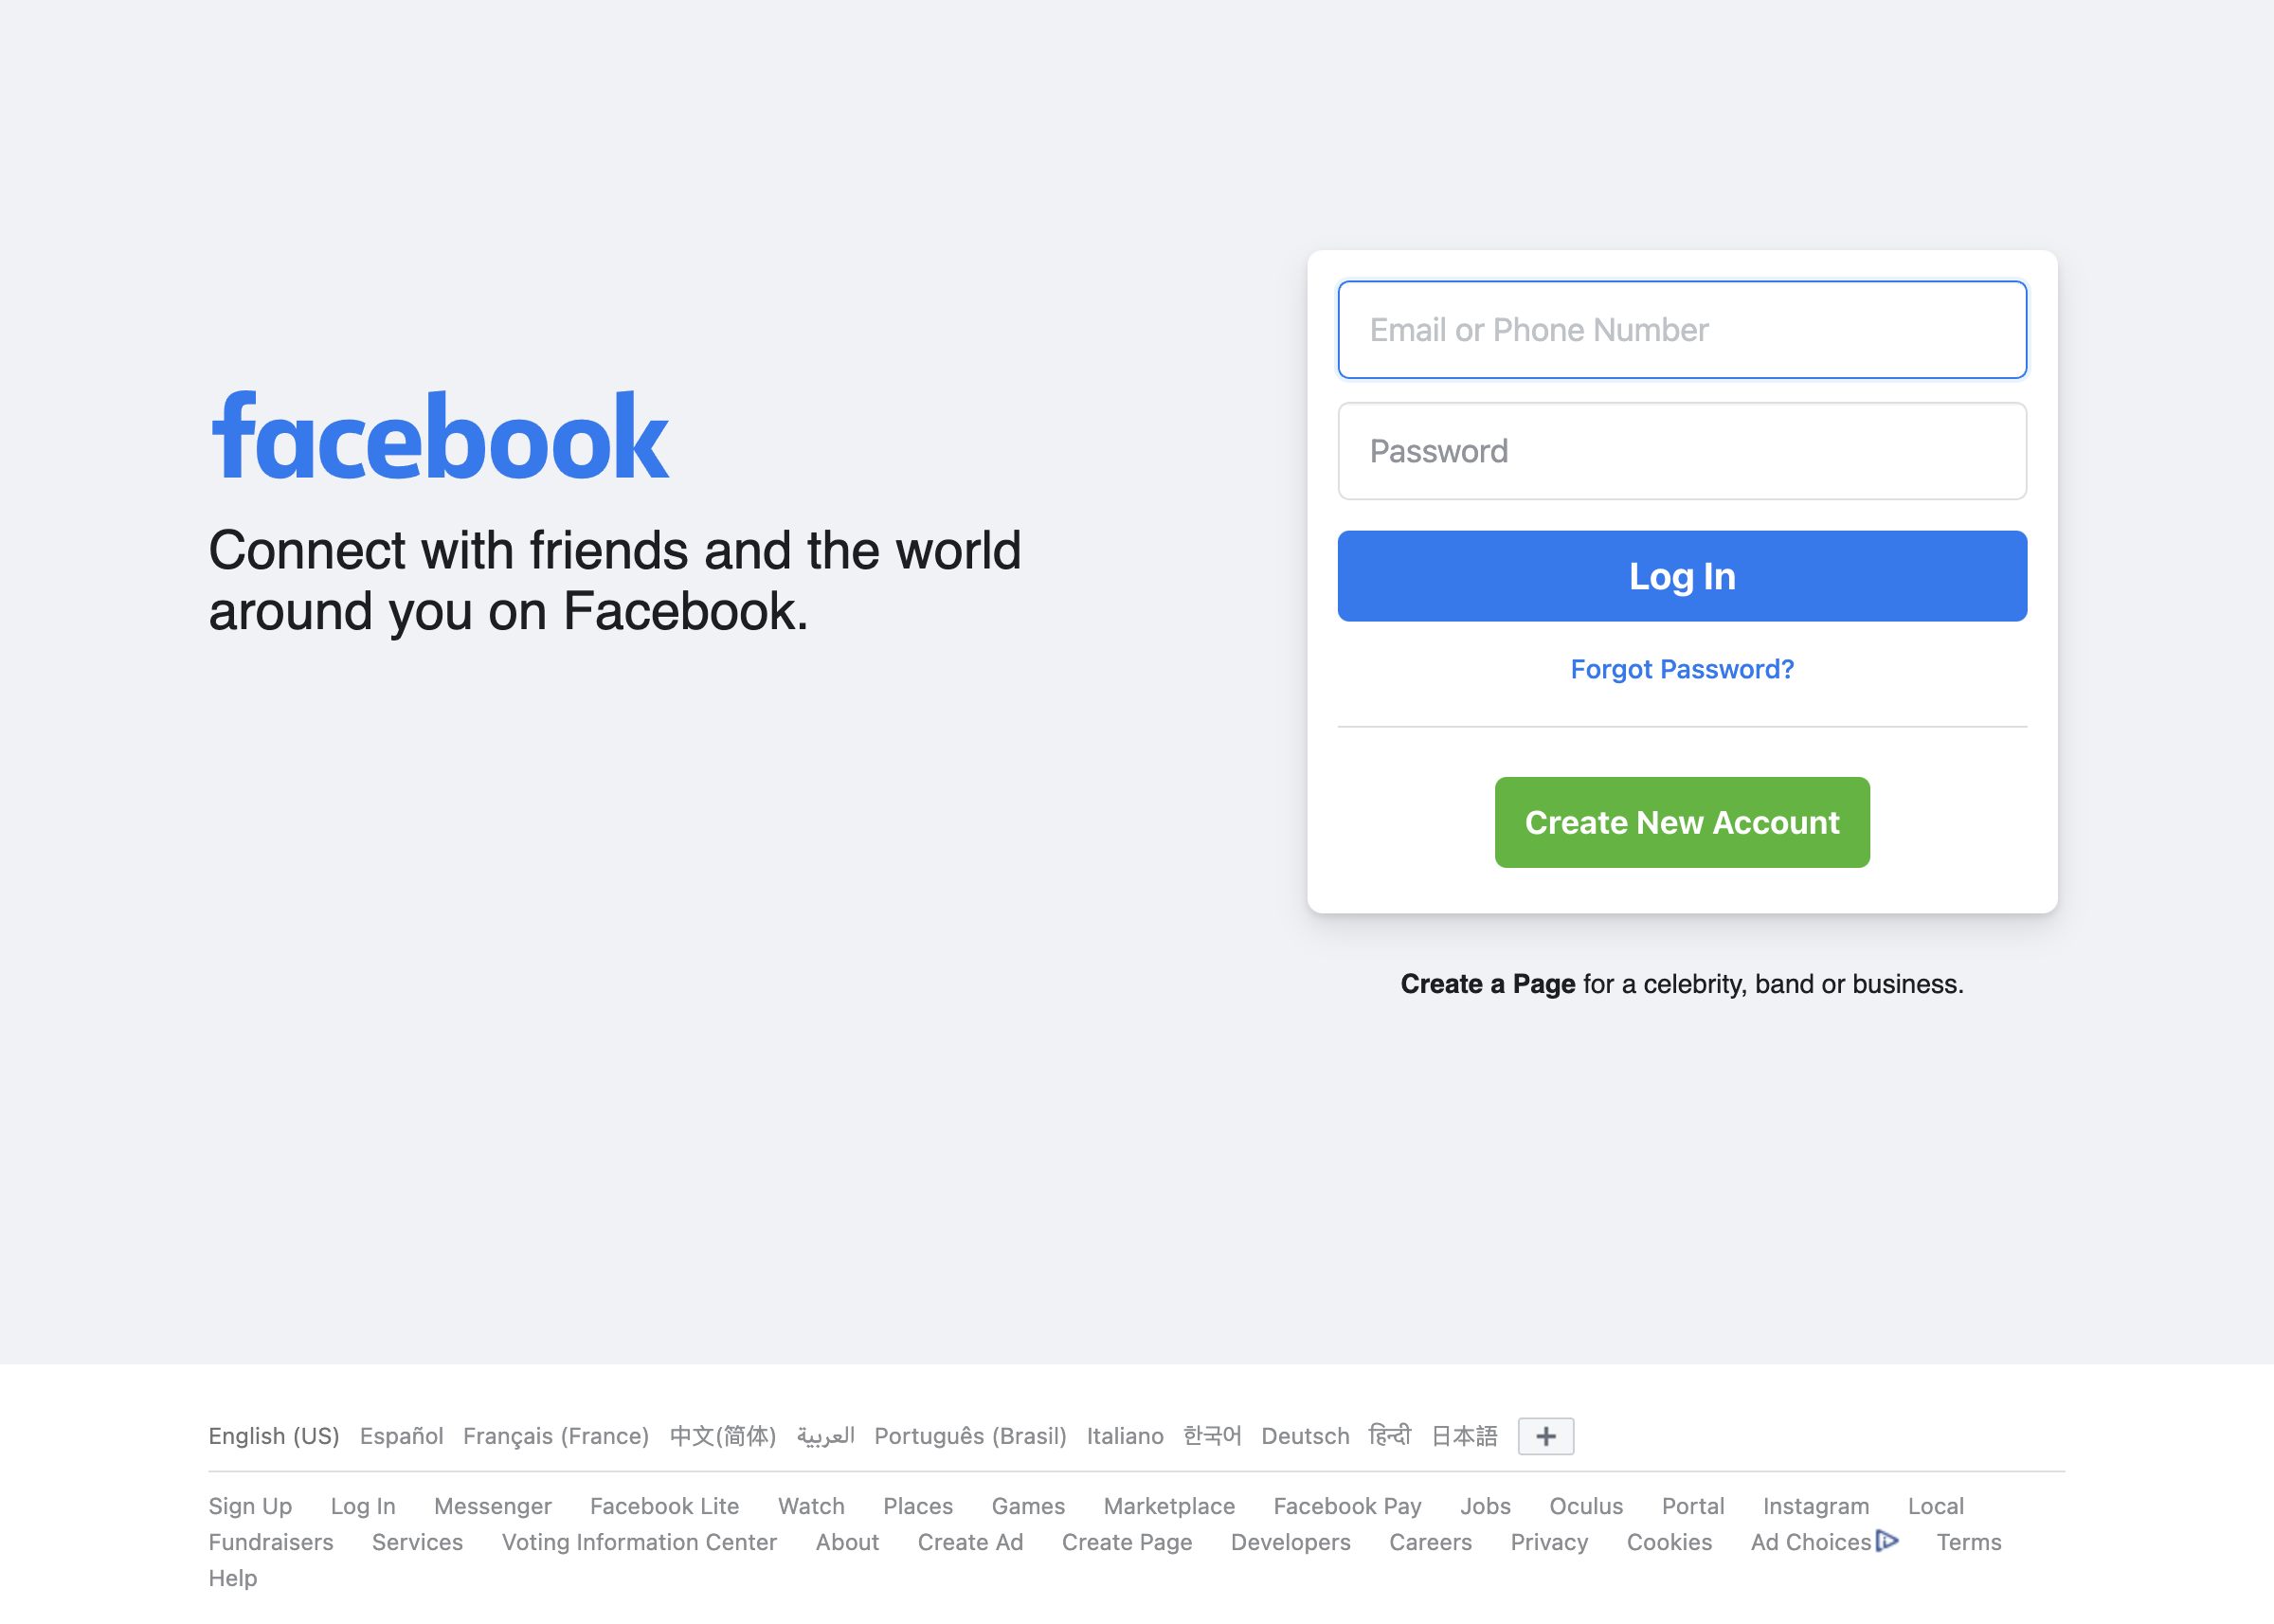 facebook
Connect with friends and the world
around you on Facebook.
Email or Phone Number
Password
Log In
Forgot Password?
Create New Account
Create a Page for a celebrity, band or business.
English (US) Español Français (France) 中文(简体) العربية Português (Brasil) Italiano 한국어 Deutsch हिन्दी 日本語 +
Sign Up Log In Messenger Facebook Lite Watch Places Games Marketplace Facebook Pay Jobs Oculus Portal Instagram Local
Fundraisers Services Voting Information Center About Create Ad Create Page Developers Careers Privacy Cookies Ad Choices Terms
Help